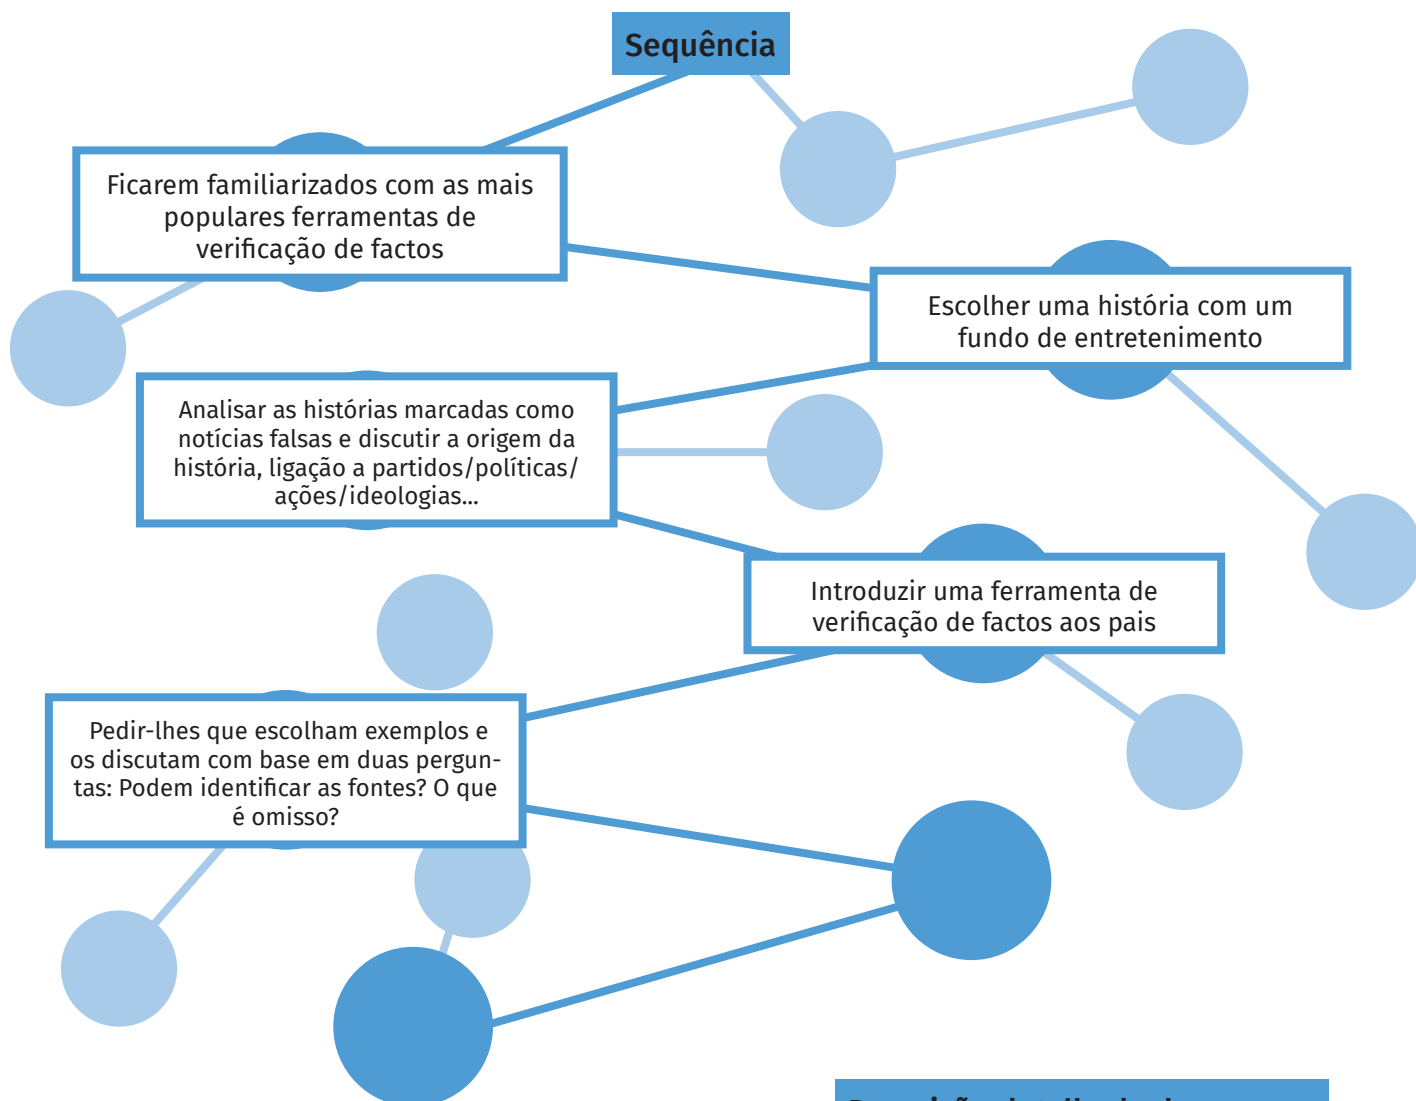 Sequência
Ficarem familiarizados com as mais
populares ferramentas de
verificação de factos
Escolher uma história com um
fundo de entretenimento
Analisar as histórias marcadas como
notícias falsas e discutir a origem da
história, ligação a partidos/políticas/
ações/ideologias...
Introduzir uma ferramenta de
verificação de factos aos pais
Pedir-lhes que escolham exemplos e
os discutam com base em duas pergun-
tas: Podem identificar as fontes? O que
é omisso?